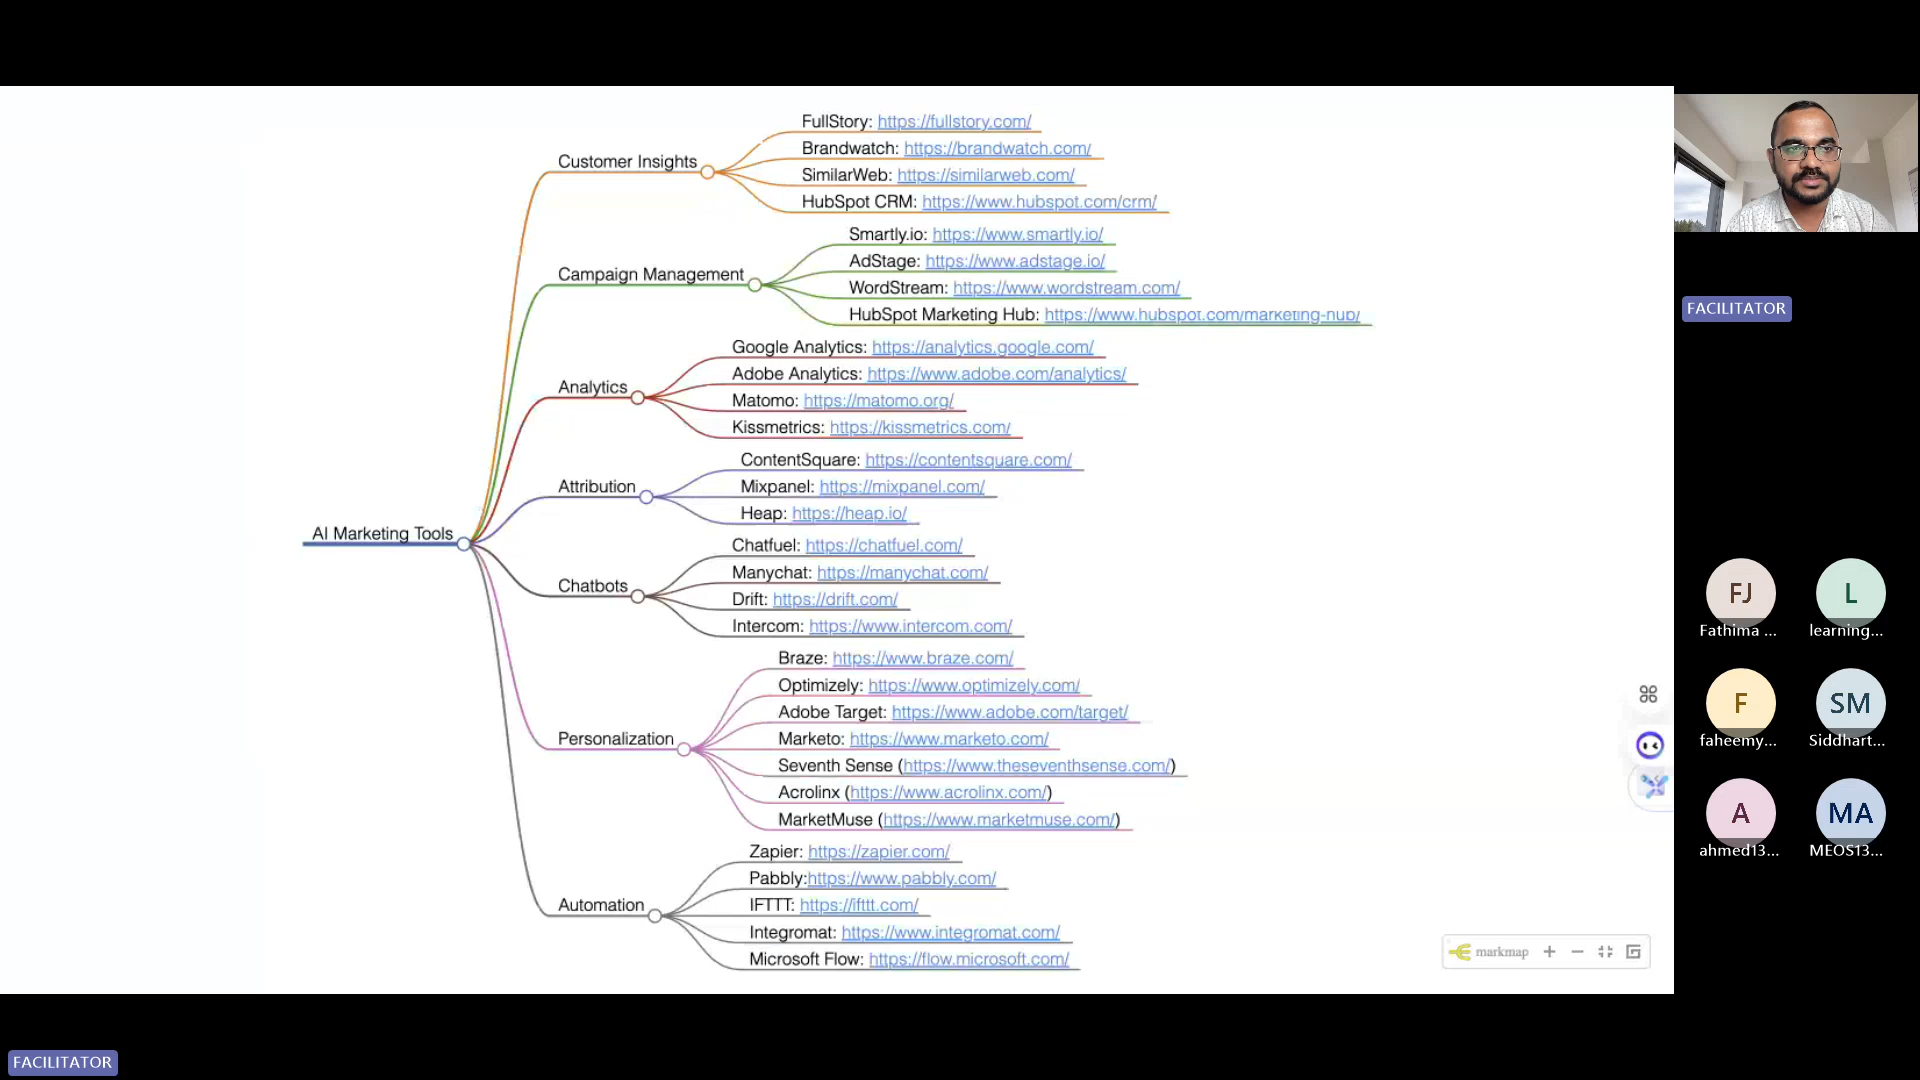 FullStory: https://fullstory.com/
Brandwatch: https://brandwatch.com/
Customer Insights
SimilarWeb: https://similarweb.com/
HubSpot CRM: https://www.hubspot.com/crm/
Smartly.io: https://www.smartly.io/
AdStage: https://www.adstage.io/
Campaign Management
WordStream: https://www.wordstream.com/
HubSpot Marketing Hub: https://www.hubspot.com/marketing-hub/
Google Analytics: https://analytics.google.com/
Adobe Analytics: https://www.adobe.com/analytics/
Analytics
Matomo: https://matomo.org/
Kissmetrics: https://kissmetrics.com/
ContentSquare: https://contentsquare.com/
Attribution
Mixpanel: https://mixpanel.com/
Heap: https://heap.io/
AI Marketing Tools
Chatfuel: https://chatfuel.com/
Manychat: https://manychat.com/
Chatbots
Drift: https://drift.com/
Intercom: https://www.intercom.com/
Braze: https://www.braze.com/
Optimizely: https://www.optimizely.com/
Adobe Target: https://www.adobe.com/target/
Personalization
Marketo: https://www.marketo.com/
Seventh Sense (https://www.theseventhsense.com/)
Acrolinx (https://www.acrolinx.com/)
MarketMuse (https://www.marketmuse.com/)
Zapier: https://zapier.com/
Pabbly:https://www.pabbly.com/
Automation
IFTTT: https://ifttt.com/
Integromat: https://www.integromat.com/
Microsoft Flow: https://flow.microsoft.com/
markmap
FACILITATOR
FJ
Fathima ...
L
learning...
F
faheemy...
SM
Siddhart...
A
ahmed13...
MA
MEOS13...
FACILITATOR